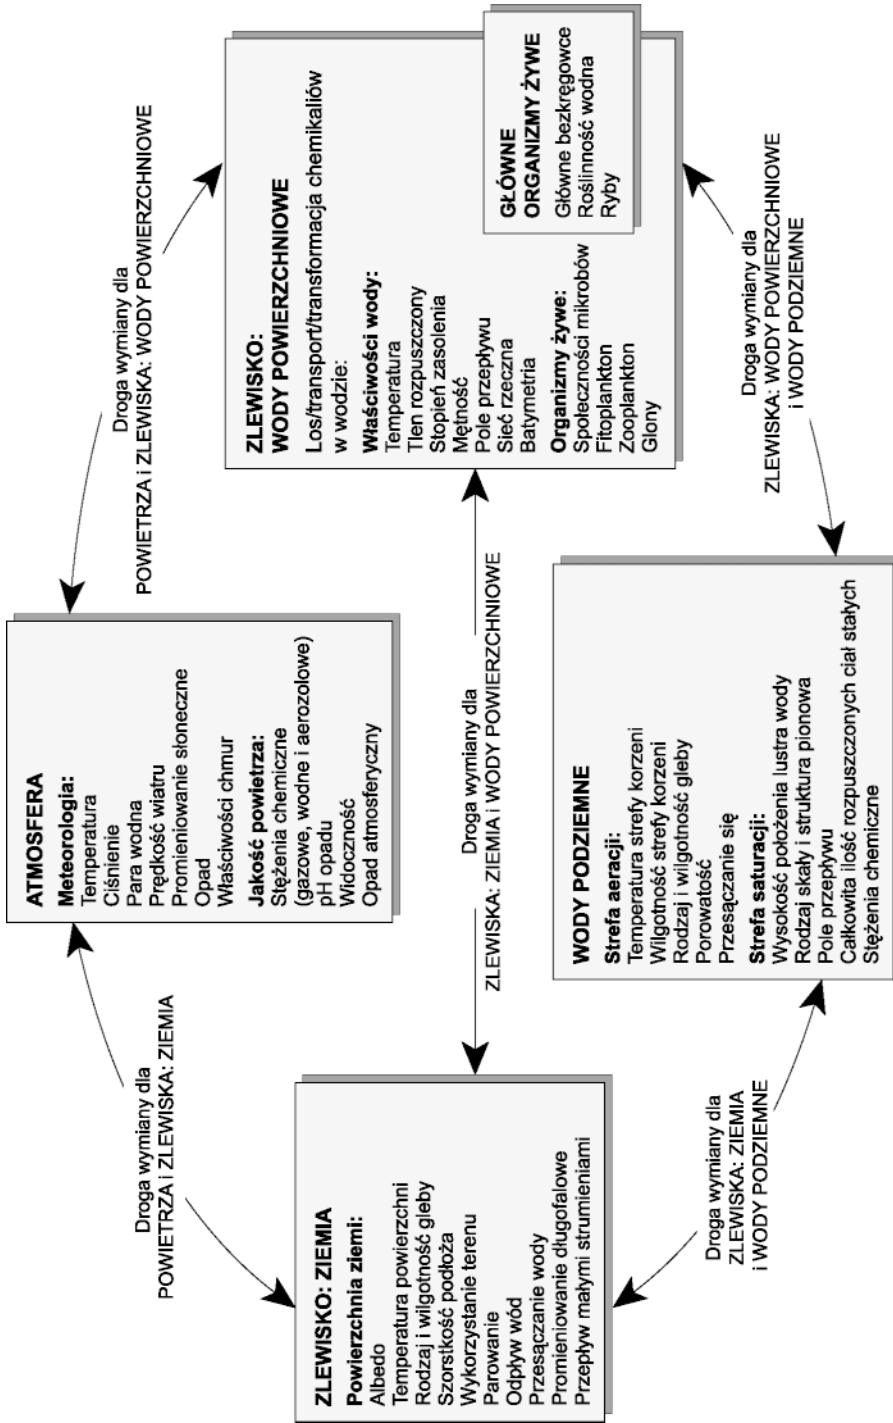 ATMOSFERA
Meteorologia:
Temperatura
Ciśnienie
Para wodna
Prędkość wiatru
Promieniowanie słoneczne
Opad
Właściwości chmur
Jakość powietrza:
Stężenia chemiczne
(gazowe, wodne i aerozolowe)
pH opadu
Widoczność
Opad atmosferyczny
Droga wymiany dla
POWIETRZA i ZLEWISKA: ZIEMIA
Droga wymiany dla
POWIETRZA i ZLEWISKA: WODY POWIERZCHNIOWE
ZLEWISKO: ZIEMIA
Powierzchnia ziemi:
Albedo
Temperatura powierzchni
Rodzaj i wilgotność gleby
Szorstkość podłoża
Wykorzystanie terenu
Parowanie
Odpływ wód
Przesączanie wody
Promieniowanie długofalowe
Przepływ małymi strumieniami
Droga wymiany dla
ZLEWISKA: ZIEMIA i WODY POWIERZCHNIOWE
ZLEWISKO:
WODY POWIERZCHNIOWE
Los/transport/transformacja chemikaliów
w wodzie:
Właściwości wody:
Temperatura
Tlen rozpuszczony
Stopień zasolenia
Mętność
Pole przepływu
Sieć rzeczna
Batymetria
Organizmy żywe:
Społeczności mikrobów
Fitoplankton
Zooplankton
Glony
GŁÓWNE
ORGANIZMY ŻYWE
Główne bezkręgowce
Roślinność wodna
Ryby
Droga wymiany dla
ZLEWISKA: ZIEMIA
i WODY PODZIEMNE
WODY PODZIEMNE
Strefa aeracji:
Temperatura strefy korzeni
Wilgotność strefy korzeni
Rodzaj i wilgotność gleby
Porowatość
Przesączanie się
Strefa saturacji:
Wysokość położenia lustra wody
Rodzaj skały i struktura pionowa
Pole przepływu
Całkowita ilość rozpuszczonych ciał stałych
Stężenia chemiczne
Droga wymiany dla
ZLEWISKA: WODY POWIERZCHNIOWE
i WODY PODZIEMNE